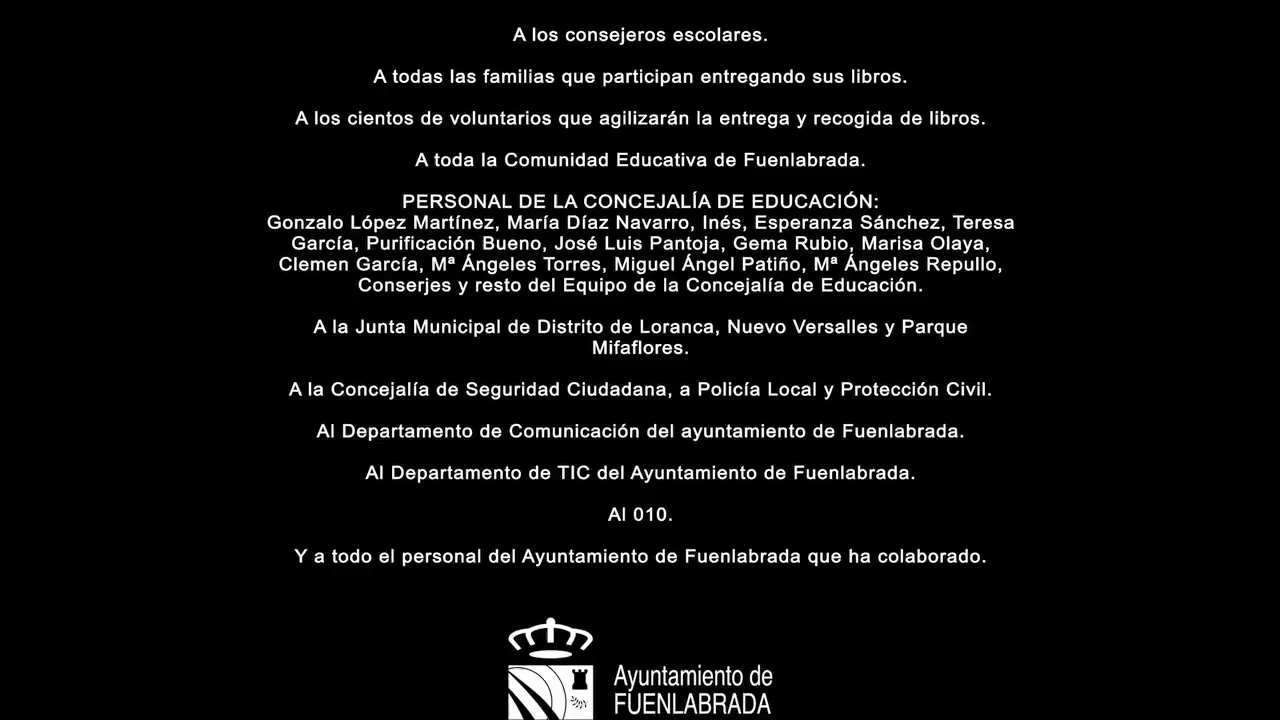 A los consejeros escolares.
A todas las familias que participan entregando sus libros.
A los cientos de voluntarios que agilizarán la entrega y recogida de libros.
A toda la Comunidad Educativa de Fuenlabrada.
PERSONAL DE LA CONCEJALÍA DE EDUCACIÓN:
Gonzalo López Martínez, María Díaz Navarro, Inés, Esperanza Sánchez, Teresa
García, Purificación Bueno, José Luis Pantoja, Gema Rubio, Marisa Olaya,
Clemen García, Mª Ángeles Torres, Miguel Ángel Patiño, Mª Ángeles Repullo,
Conserjes y resto del Equipo de la Concejalía de Educación.
A la Junta Municipal de Distrito de Loranca, Nuevo Versalles y Parque
Mifaflores.
A la Concejalía de Seguridad Ciudadana, a Policía Local y Protección Civil.
Al Departamento de Comunicación del ayuntamiento de Fuenlabrada.
Al Departamento de TIC del Ayuntamiento de Fuenlabrada.
Al 010.
Y a todo el personal del Ayuntamiento de Fuenlabrada que ha colaborado.
Ayuntamiento de
FUENLABRADA